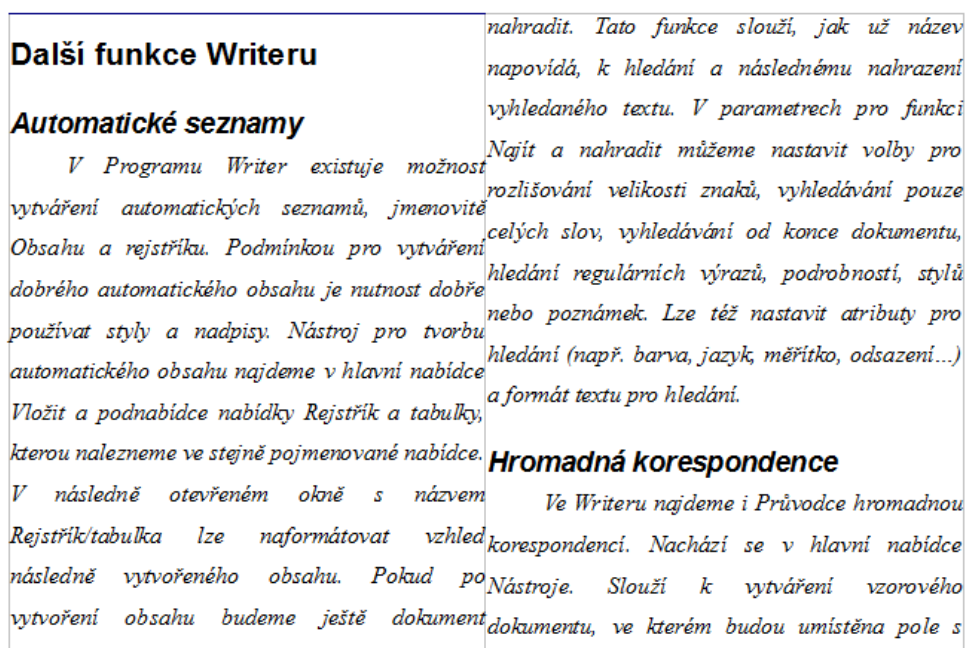 Další funkce Writeru
Automatické seznamy
V Programu Writer existuje možnost
vytváření automatických seznamů, jmenovitě
Obsahu a rejstříku. Podmínkou pro vytváření
dobrého automatického obsahu je nutnost dobře
používat styly a nadpisy. Nástroj pro tvorbu
automatického obsahu najdeme v hlavní nabídce
Vložit a podnabídce nabídky Rejstřík a tabulky,
kterou nalezneme ve stejně pojmenované nabídce.
V následně otevřeném okně s názvem
Rejstřík/tabulka lze naformátovat vzhled
následně vytvořeného obsahu. Pokud po
vytvoření obsahu budeme ještě dokument
nahradit. Tato funkce slouží, jak už název
napovídá, k hledání a následnému nahrazení
vyhledaného textu. V parametrech pro funkci
Najít a nahradit můžeme nastavit volby pro
rozlišování velikosti znaků, vyhledávání pouze
celých slov, vyhledávání od konce dokumentu,
hledání regulárních výrazů, podrobností, stylů
nebo poznámek. Lze též nastavit atributy pro
hledání (např. barva, jazyk, měřítko, odsazení...)
a formát textu pro hledání.
Hromadná korespondence
Ve Writeru najdeme i Průvodce hromadnou
korespondencí. Nachází se v hlavní nabídce
Nástroje. Slouží k vytváření vzorového
dokumentu, ve kterém budou umístěna pole s